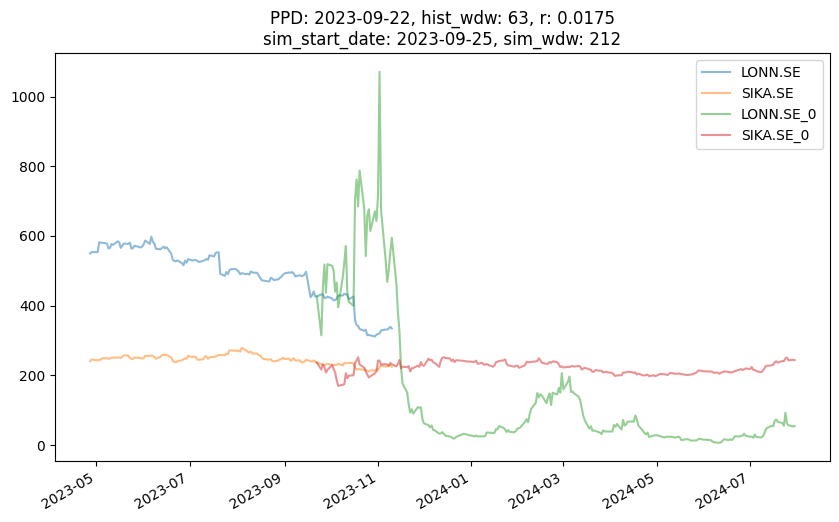 PPD: 2023-09-22, hist_wdw: 63, r: 0.0175
sim_start_date: 2023-09-25, sim_wdw: 212
LONN.SE
SIKA.SE
LONN.SE_0
SIKA.SE_0
1000
800
600
400
200
0
2023-05
2023-07
2023-09
2023-11
2024-01
2024-03
2024-05
2024-07